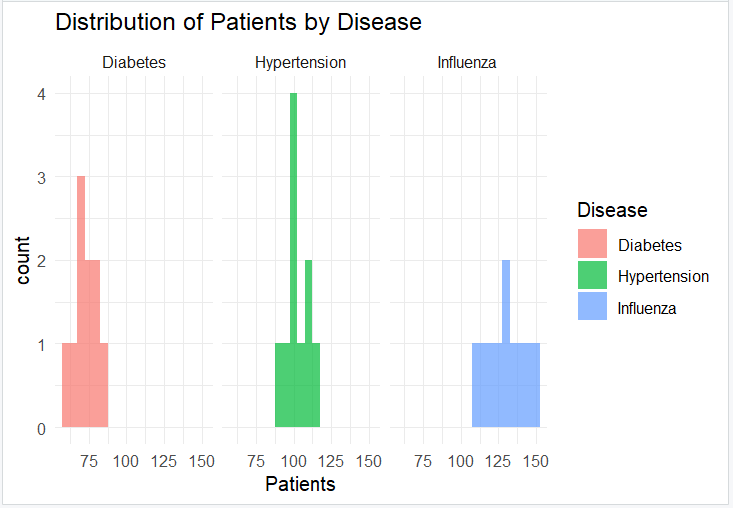 Distribution of Patients by Disease
Diabetes Hypertension Influenza
4
3
2
1
0
count
75 100 125 150 75 100 125 150 75 100 125 150
Patients
Disease
Diabetes
Hypertension
Influenza